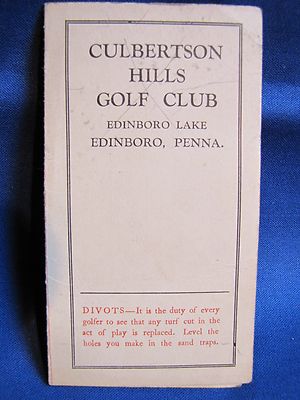 CULBERTSON
HILLS
GOLF CLUB
EDINBORO LAKE
EDINBORO, PENNA.
DIVOTS—It is the duty of every
golfer to see that any turf cut in the
act of play is replaced. Level the
holes you make in the sand traps.